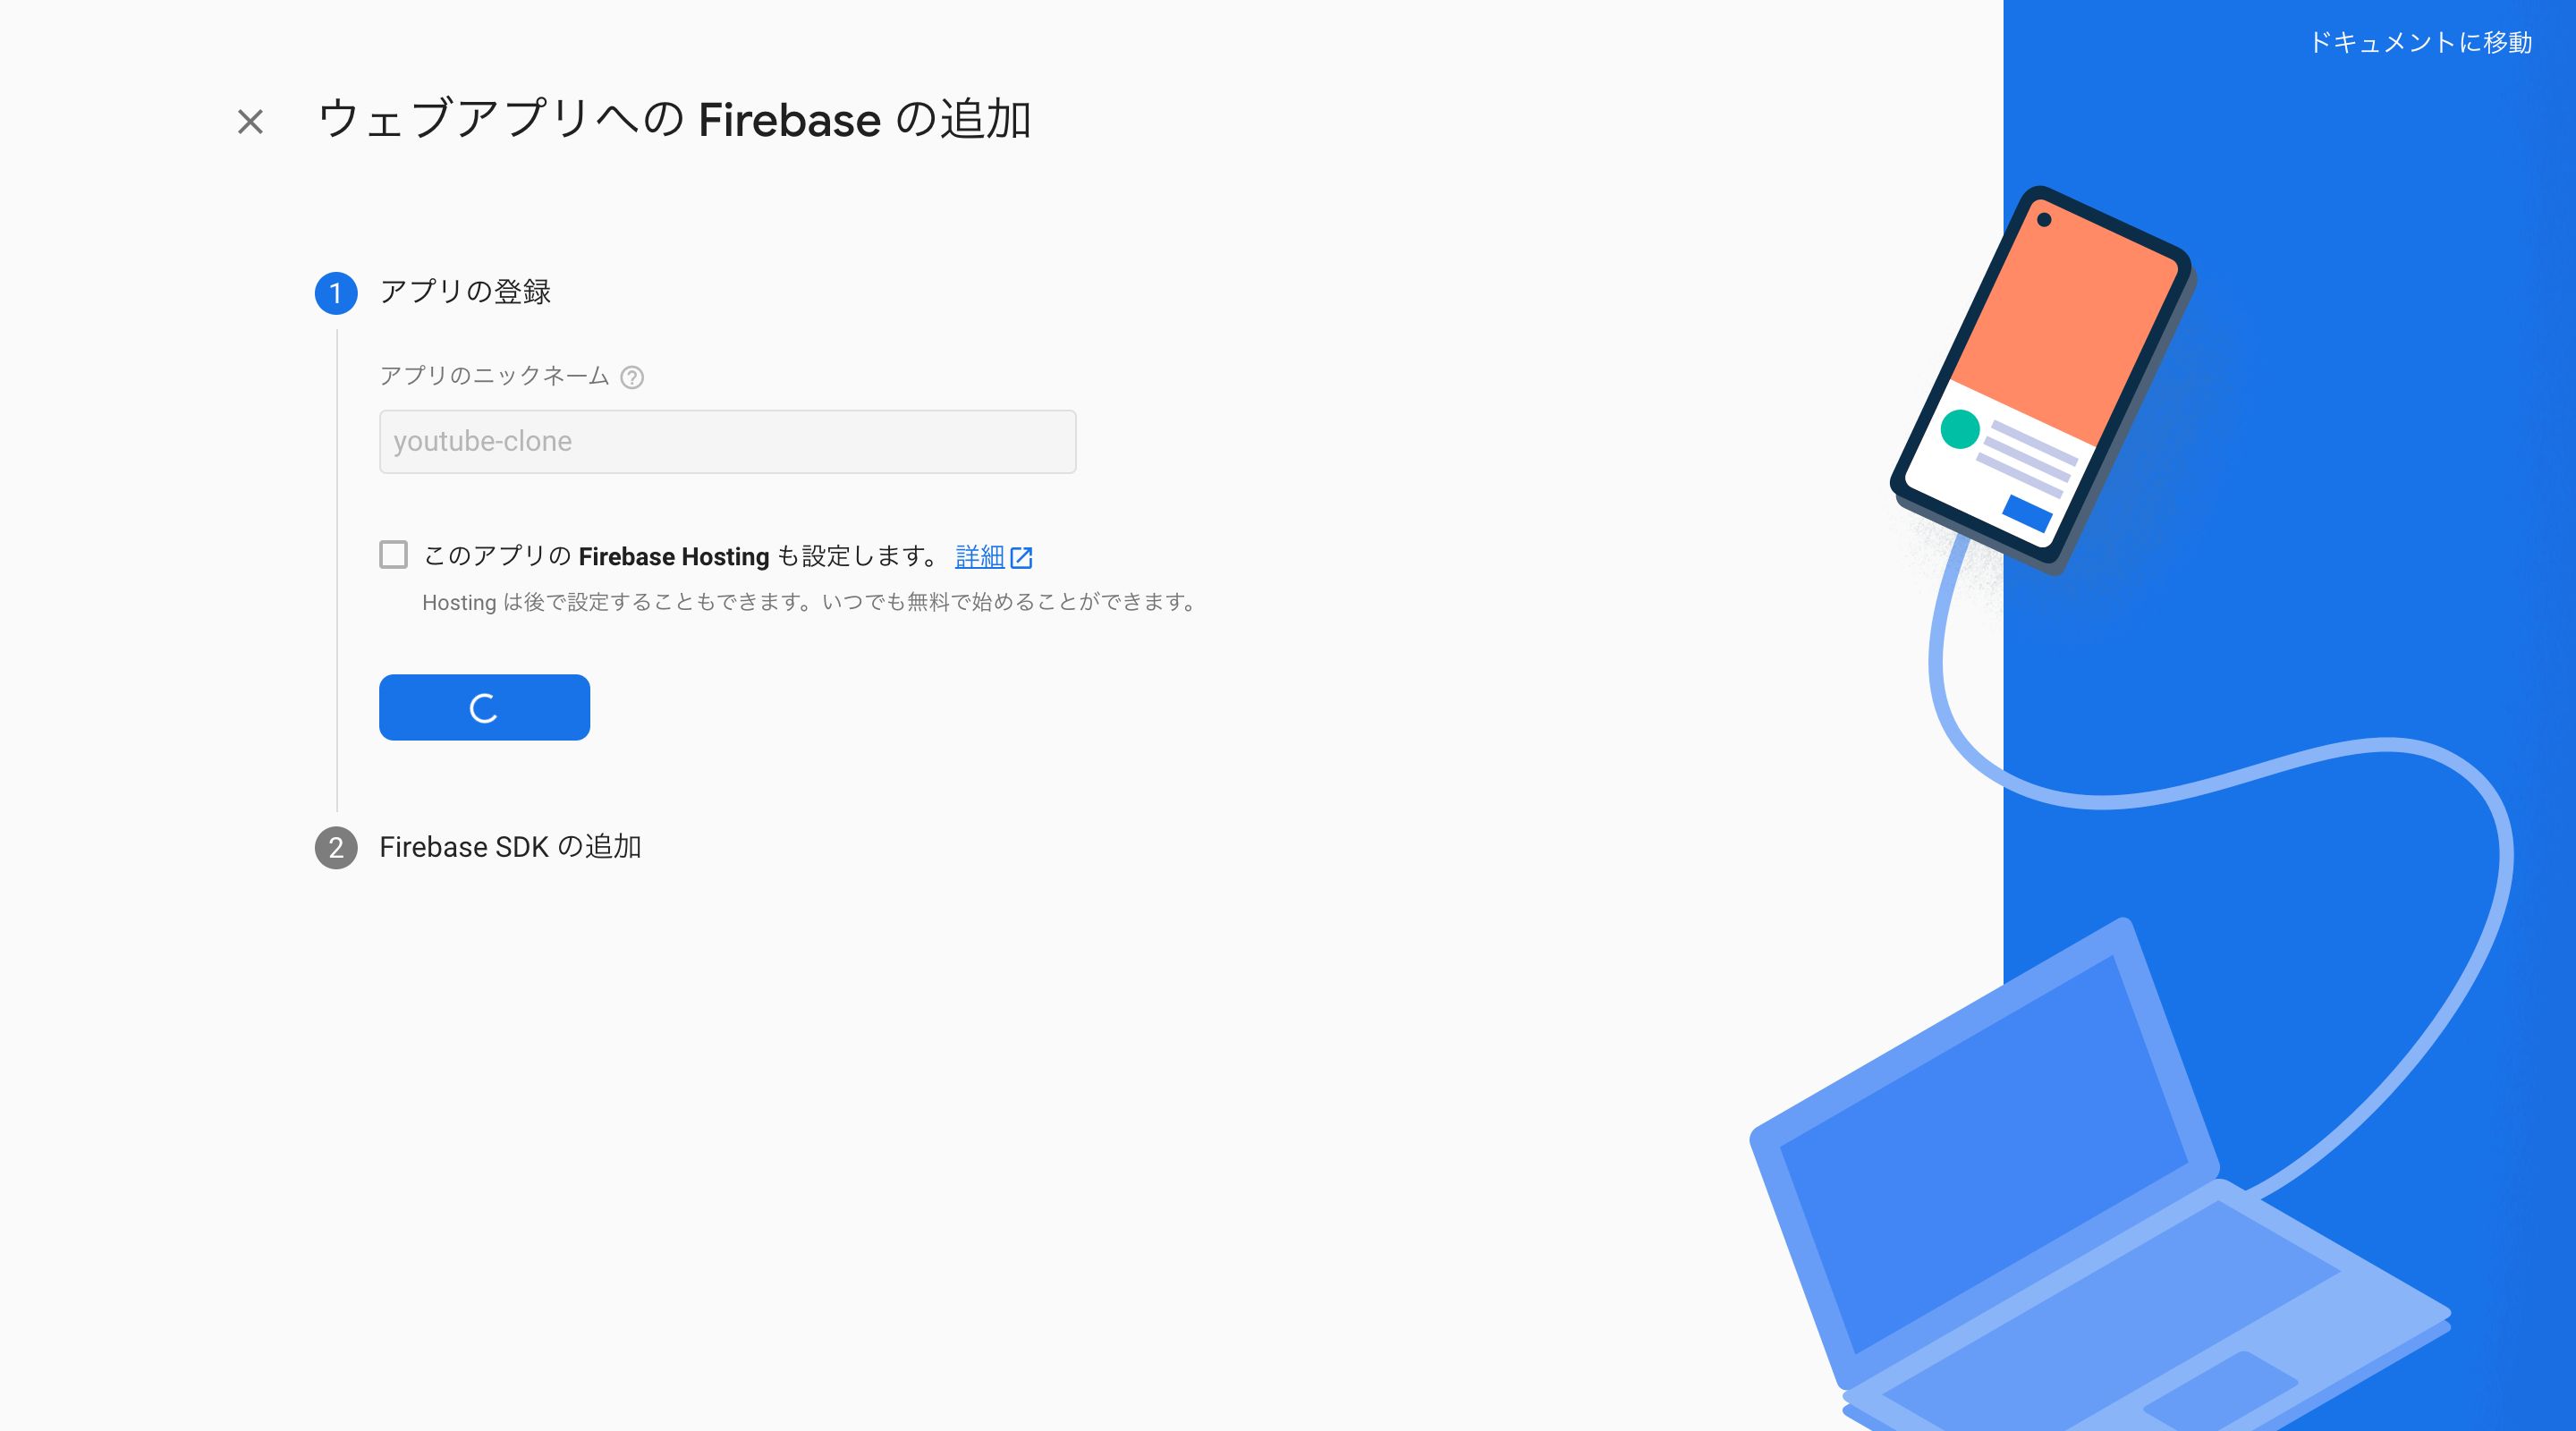 ドキュメントに移動
ウェブアプリへの Firebase の追加
1 アプリの登録
アプリのニックネーム ?
youtube-clone
このアプリの Firebase Hosting も設定します。 詳細
Hosting は後で設定することもできます。いつでも無料で始めることができます。
2 Firebase SDK の追加